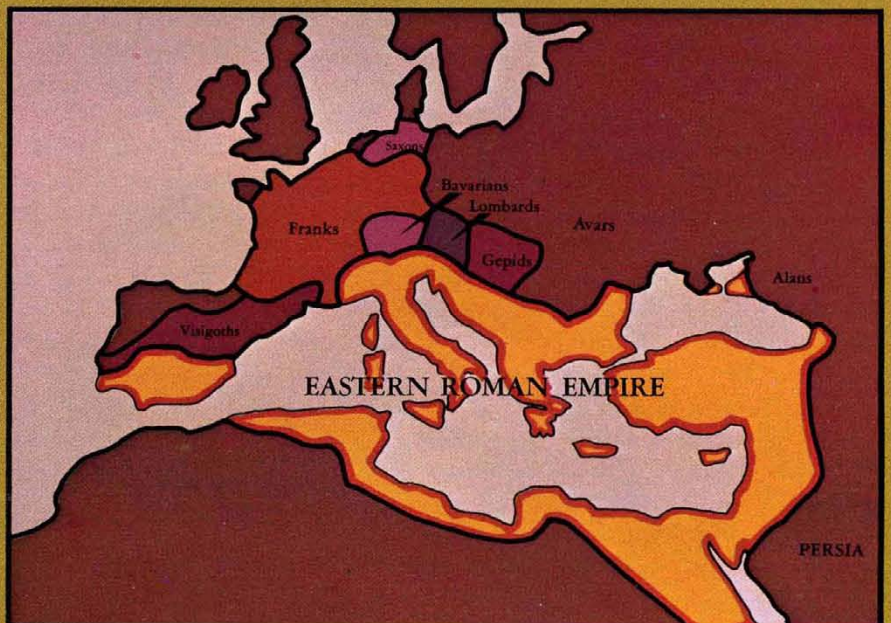 Saxons
Bavarians
Lombards
Franks
Avars
Gepids
Alans
Visigoths
EASTERN ROMAN EMPIRE
PERSIA